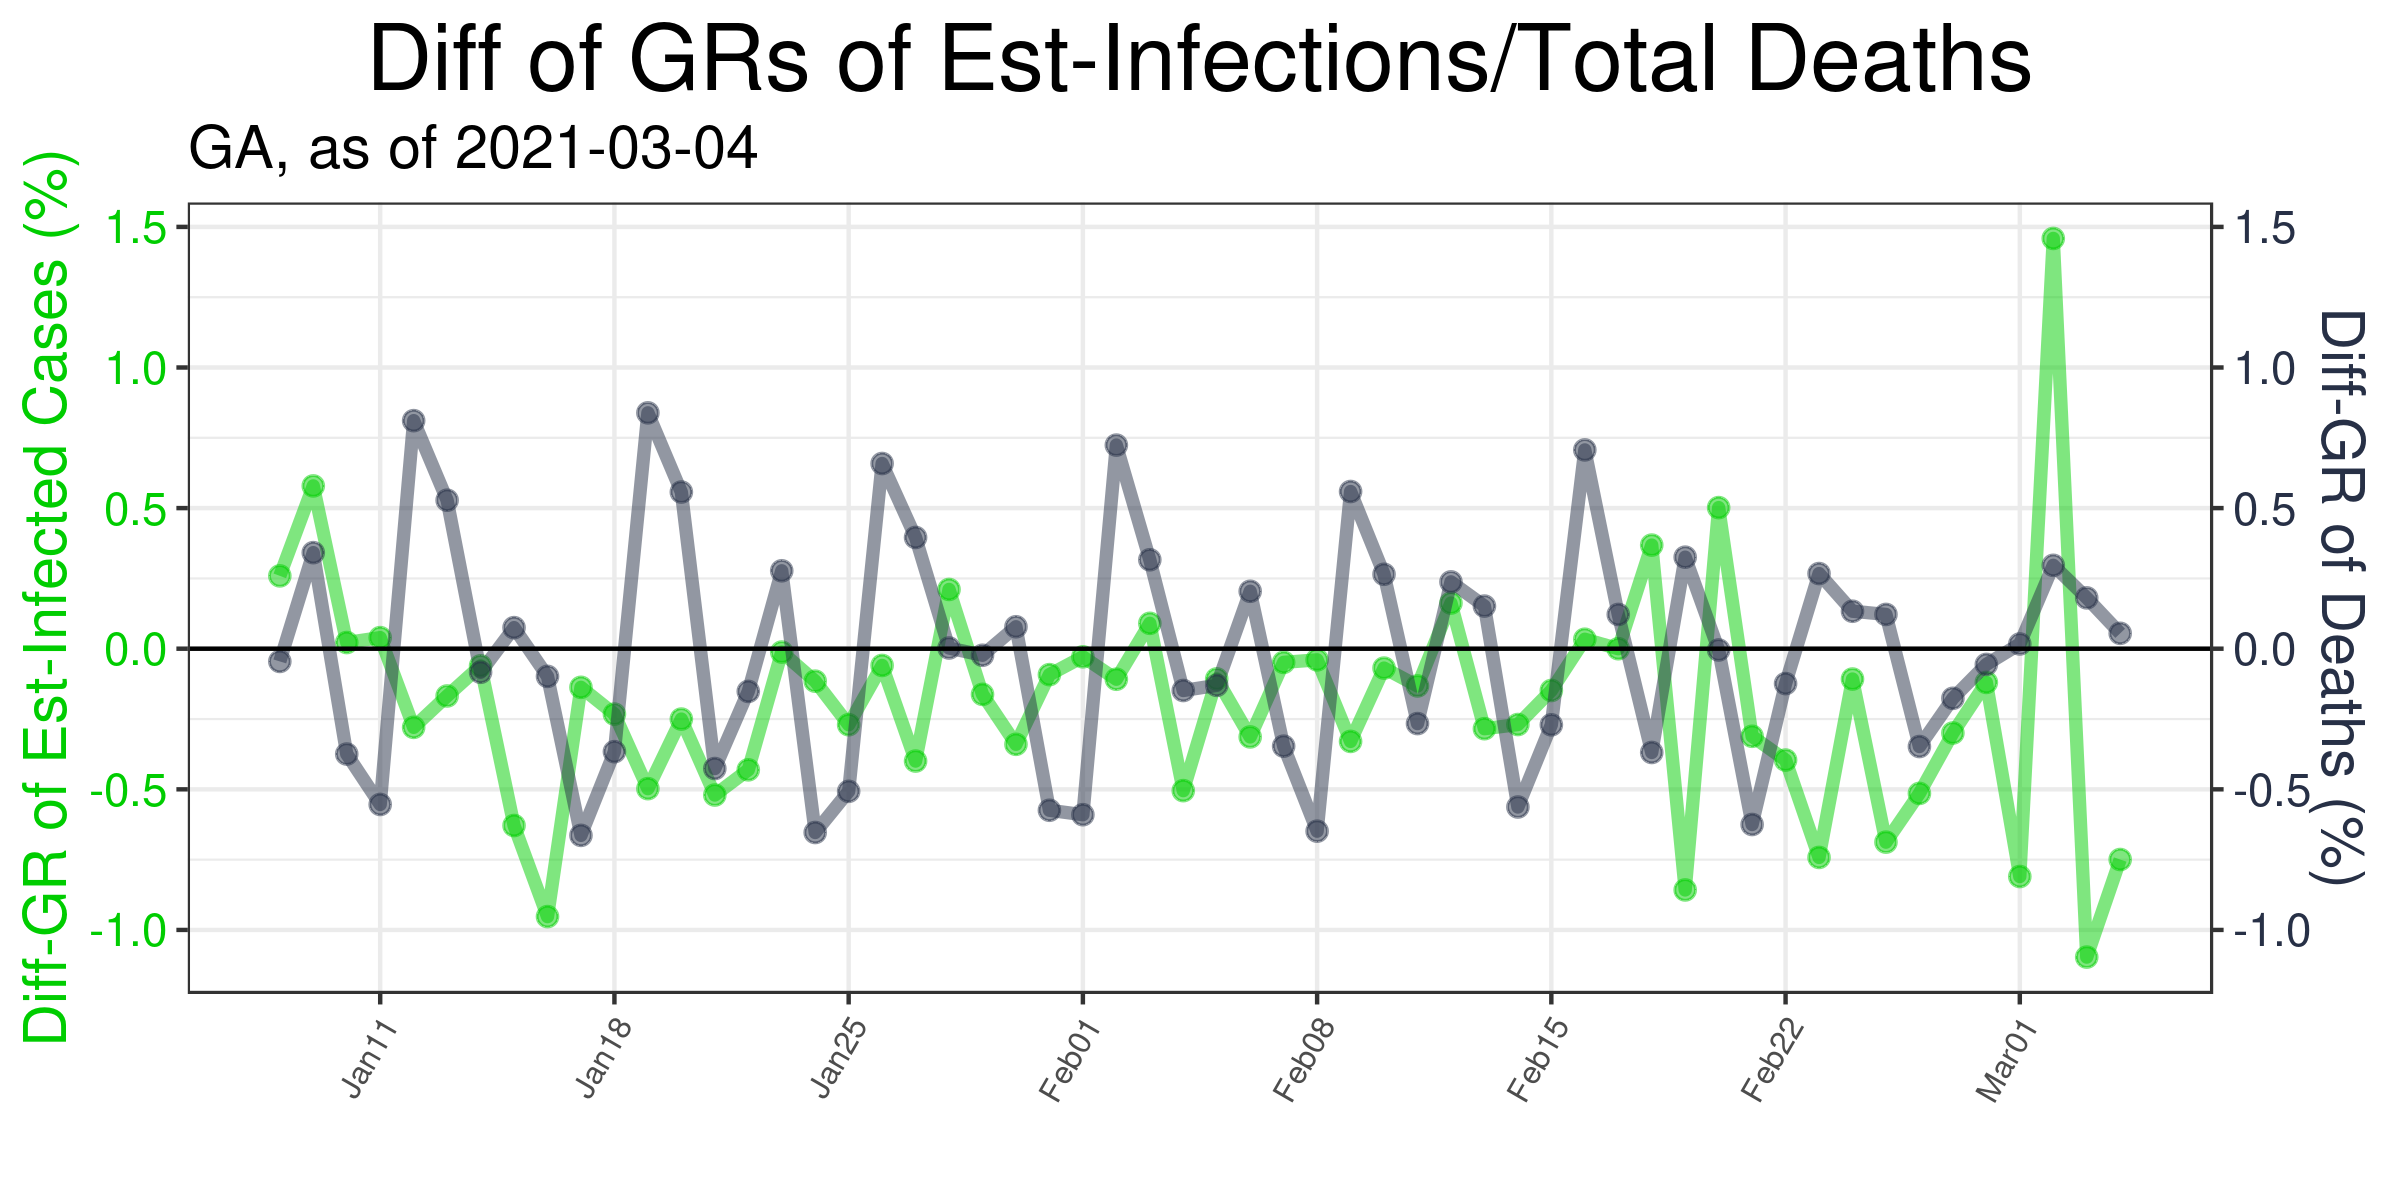 Diff of GRs of Est-Infections/Total Deaths
GA, as of 2021-03-04
Diff-GR of Est-Infected Cases (%)
1.5
1.0
0.5
0.0
-0.5
-1.0
1.5
1.0
0.5
0.0
-0.5
-1.0
Diff-GR of Deaths (%)
Jan11
Jan18
Jan25
Feb01
Feb08
Feb15
Feb22
Mar01